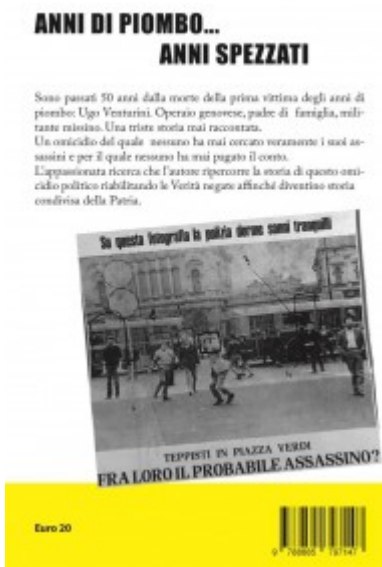 ANNI DI PIOMBO...
ANNI SPEZZATI
Sono passati 50 anni dalla morte della prima vittima degli anni di
piombo: Ugo Venturini. Operaio genovese, padre di famiglia, mili-
tante missino. Una triste storia mai raccontata.
Un omicidio del quale nessuno ha mai cercato veramente i suoi as-
sassini e per il quale nessuno ha mai pagato il conto.
L'appassionata ricerca che l'autore ripercorre la storia di questo omi-
cidio politico riabilitando le Verità negate affinché diventino storia
condivisa della Patria.
Su questa fotografia la polizia dorme sonni tranquilli
TEPPISTI IN PIAZZA VERDI
FRA LORO IL PROBABILE ASSASSINO?
Euro 20